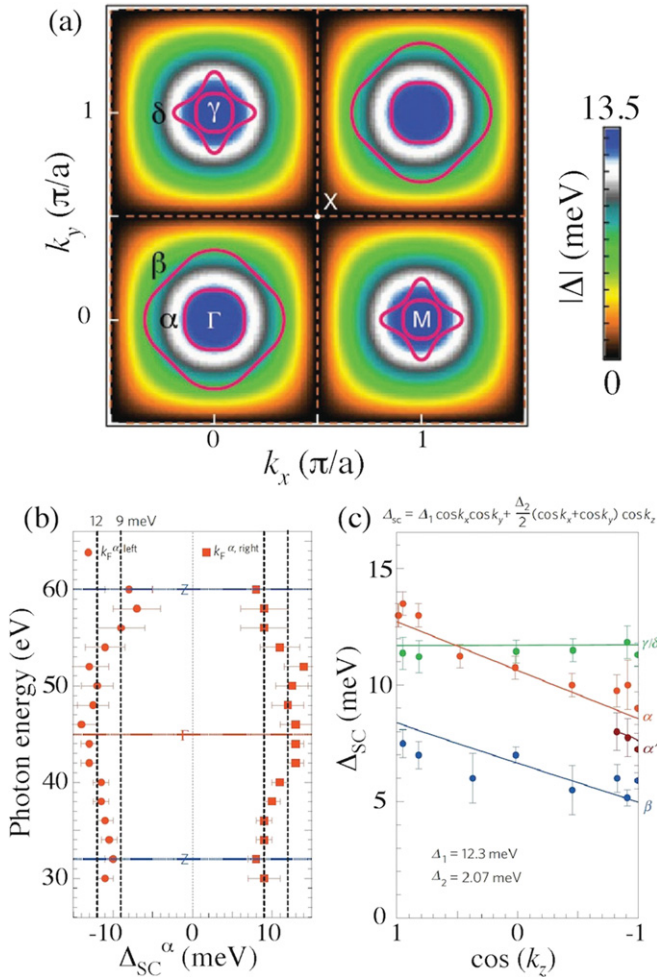 (a)
δ
γ
1
13.5
X
k_y (π/a)
|Δ| (meV)
β
α
Γ
M
0
0
0
1
k_x (π/a)
(b)
12
9 meV
k_F^α, left
k_F^α, right
60
Z
50
Γ
40
Z
30
Photon energy (eV)
-10
0
10
Δ_SC^α (meV)
(c)
Δ_sc = Δ_1 cosk_x cosk_y + Δ_2/2 (cosk_x+cosk_y) cosk_z
15
γ/δ
10
α
α'
Δ_SC
(meV)
β
5
Δ_1 = 12.3 meV
Δ_2 = 2.07 meV
0
1
0
-1
cos (k_z)